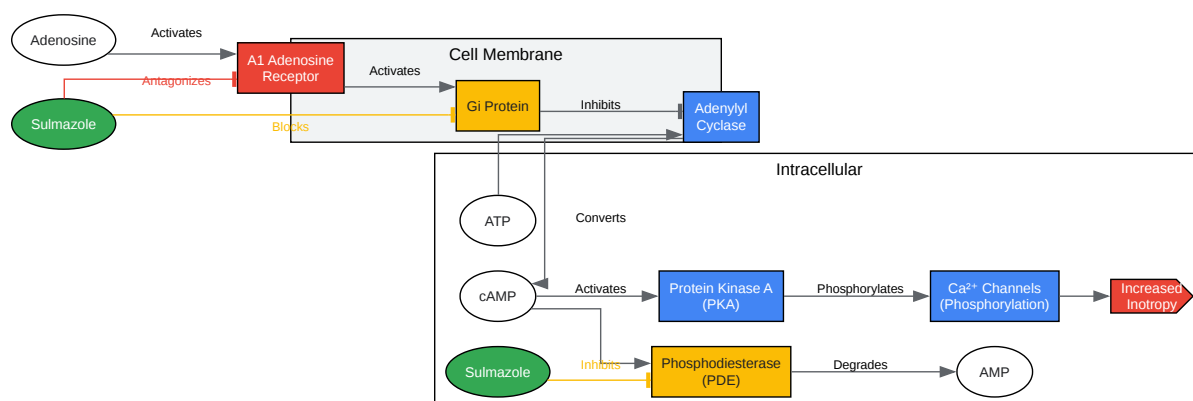 Adenosine
Activates
A1 Adenosine
Receptor
Antagonizes
Sulmazole
Blocks
Cell Membrane
Activates
Gi Protein
Inhibits
Adenylyl
Cyclase
Intracellular
ATP
Converts
cAMP
Activates
Protein Kinase A
(PKA)
Phosphorylates
Ca²⁺ Channels
(Phosphorylation)
Increased
Inotropy
Sulmazole
Inhibits
Phosphodiesterase
(PDE)
Degrades
AMP